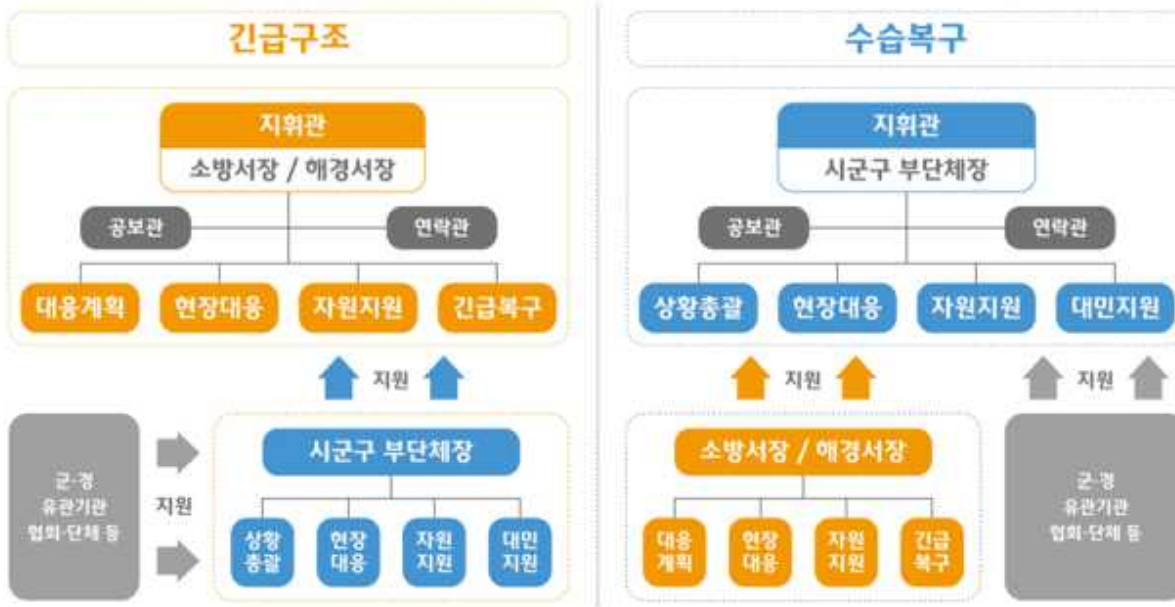 긴급구조
지휘관
소방서장 / 해경서장
공보관
연락관
대응계획
현장대응
자원지원
긴급복구
지원
군·경
유관기관
협회·단체 등
지원
시군구 부단체장
상황
총괄
현장
대응
자원
지원
대민
지원
수습복구
지휘관
시군구 부단체장
공보관
연락관
상황총괄
현장대응
자원지원
대민지원
지원
지원
소방서장 / 해경서장
대응
계획
현장
대응
자원
지원
긴급
복구
군·경
유관기관
협회·단체 등